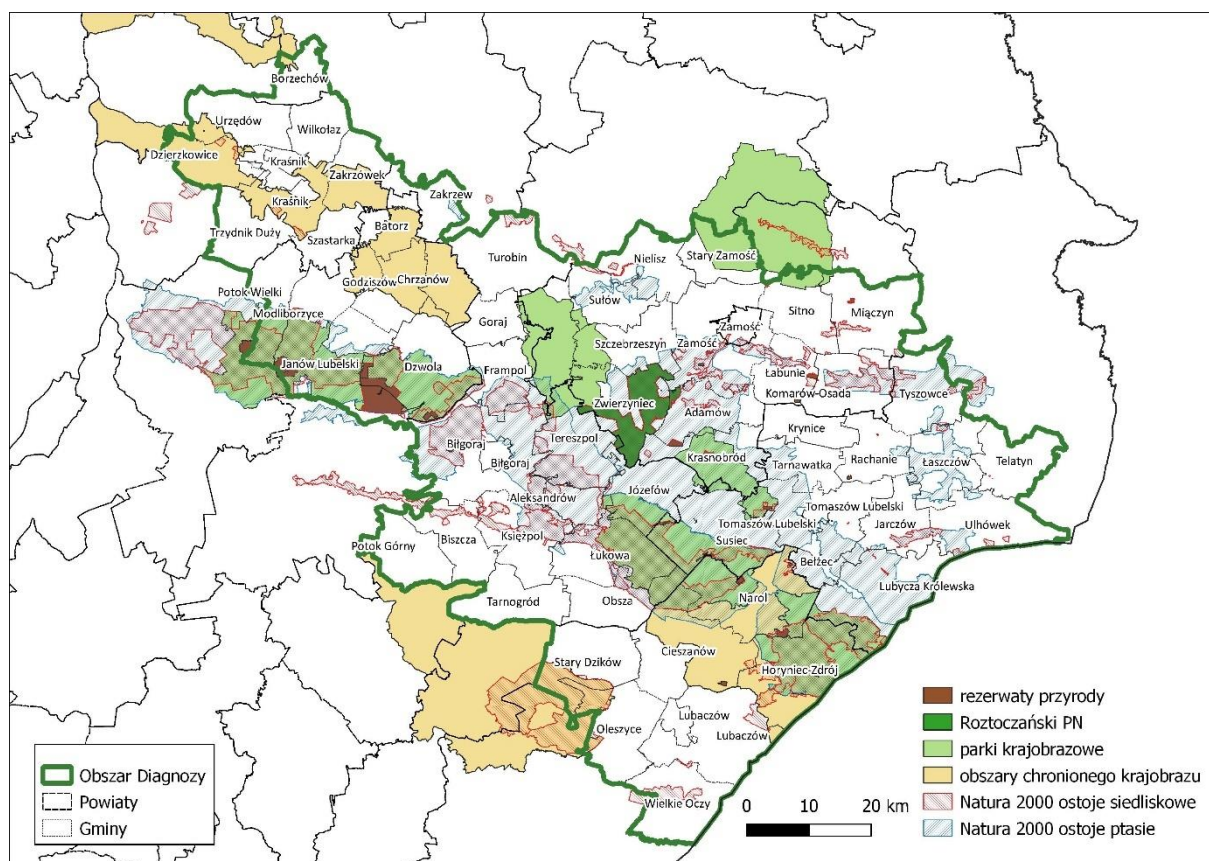 Borzechów
Urzędów
Wilkołaz
Dzierzkowice
Kraśnik
Zakrzówek
Zakrzew
Kraśnik
Batorz
Trzydnik Duży
Szastarka
Turobin
Nielisz
Stary Zamość
Godziszów
Chrzanów
Potok Wielki
Sułów
Modliborzyce
Sitno
Miączyn
Goraj
Zamość
Szczebrzeszyn
Zamość
Janów Lubelski
Dzwola
Frampol
Łabunie
Tyszowce
Komarów-Osada
Zwierzyniec
Adamów
Krynice
Biłgoraj
Tereszpol
Krasnobród
Rachanie
Łaszczów
Telatyn
Biłgoraj
Tarnawatka
Aleksandrów
Józefów
Tomaszów Lubelski
Tomaszów Lubelski
Jarczów
Ulhówek
Potok Górny
Biszcza
Księżpol
Susiec
Łukowa
Bełżec
Lubycza Królewska
Tarnogród
Obsza
Narol
Cieszanów
Stary Dzików
Horyniec-Zdrój
Oleszyce
Lubaczów
Lubaczów
Wielkie Oczy
Obszar Diagnozy
Powiaty
Gminy
0 10 20 km
rezerwaty przyrody
Roztoczański PN
parki krajobrazowe
obszary chronionego krajobrazu
Natura 2000 ostoje siedliskowe
Natura 2000 ostoje ptasie